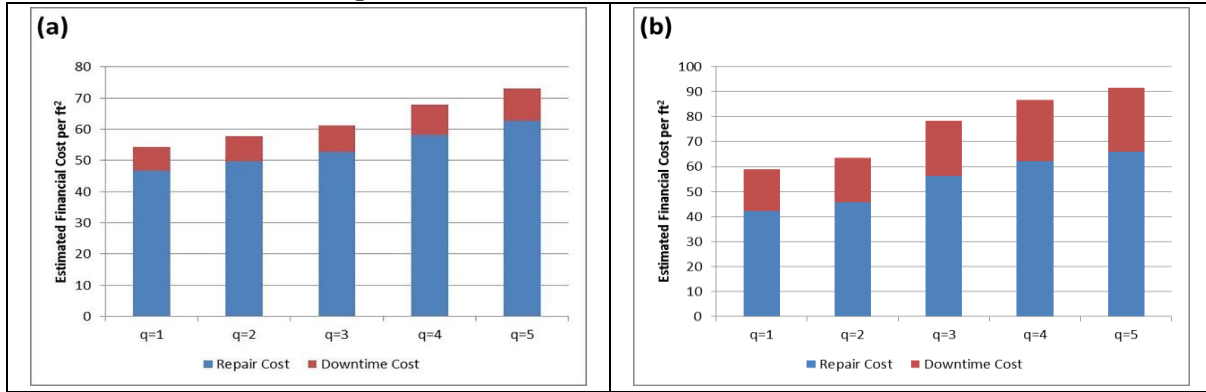 (a)
Estimated Financial Cost per ft²
80
70
60
50
40
30
20
10
0
q=1 q=2 q=3 q=4 q=5
Repair Cost Downtime Cost
(b)
Estimated Financial Cost per ft²
100
90
80
70
60
50
40
30
20
10
0
q=1 q=2 q=3 q=4 q=5
Repair Cost Downtime Cost